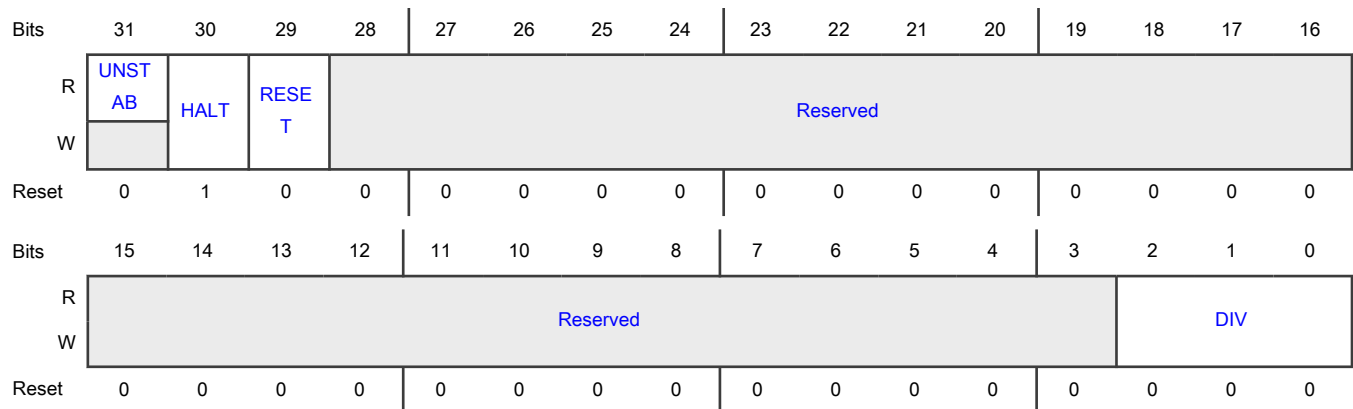 Bits 31 30 29 28 27 26 25 24 23 22 21 20 19 18 17 16
R UNST
AB HALT RESE
T Reserved
W
Reset 0 1 0 0 0 0 0 0 0 0 0 0 0 0 0 0
Bits 15 14 13 12 11 10 9 8 7 6 5 4 3 2 1 0
R
Reserved DIV
W
Reset 0 0 0 0 0 0 0 0 0 0 0 0 0 0 0 0